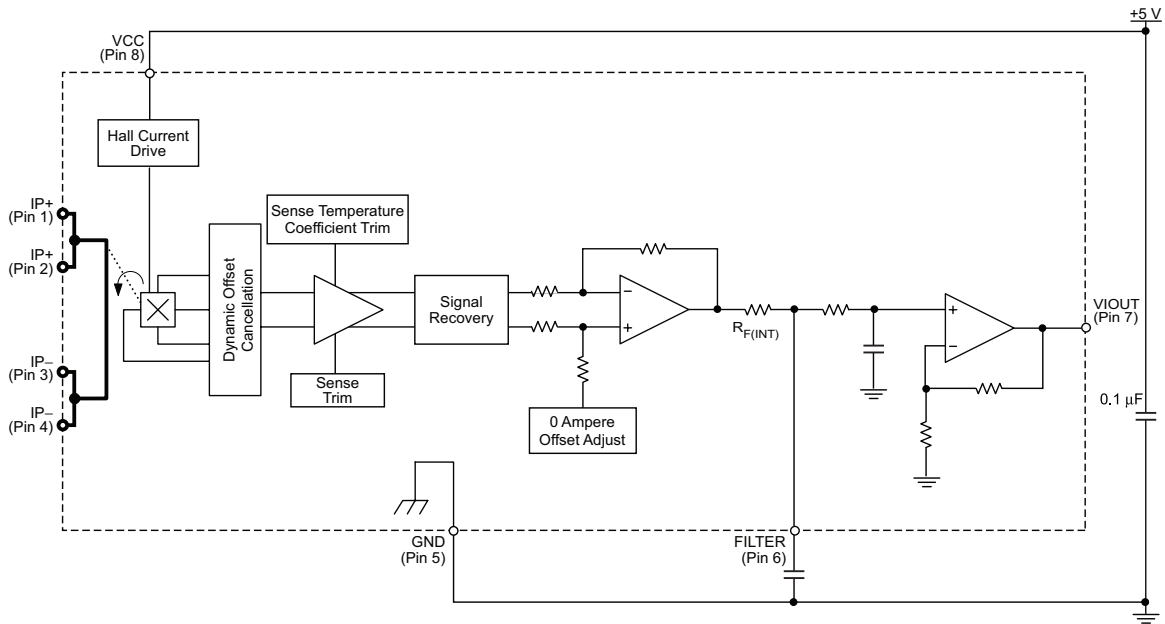 +5 V
VCC
(Pin 8)
Hall Current
Drive
IP+
(Pin 1)
IP+
(Pin 2)
IP–
(Pin 3)
IP–
(Pin 4)
Dynamic Offset
Cancellation
Sense Temperature
Coefficient Trim
Sense
Trim
Signal
Recovery
–
+
0 Ampere
Offset Adjust
RF(INT)
+
–
VIOUT
(Pin 7)
0.1 μF
GND
(Pin 5)
FILTER
(Pin 6)